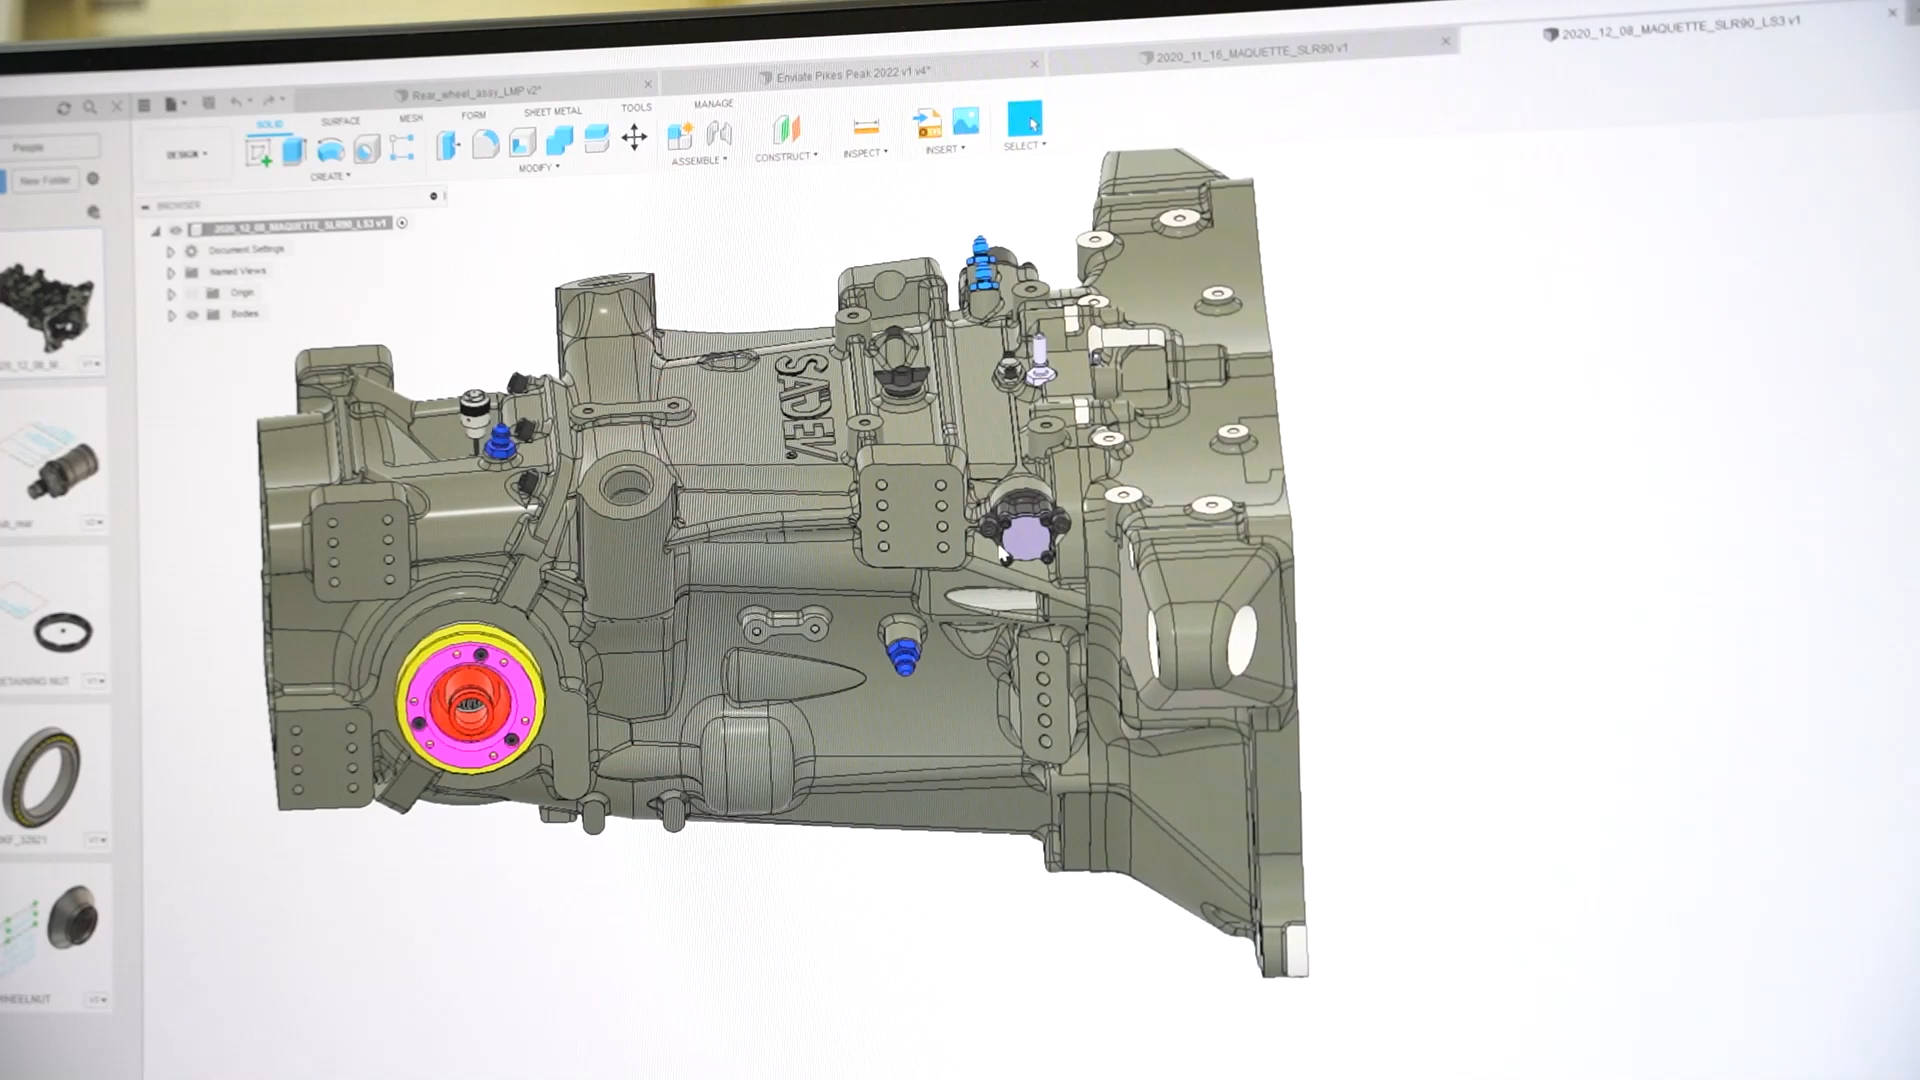 Rear_wheel_assy_LMP v2*
Enviate Pikes Peak 2022 v1 v4*
2020_11_16_MAQUETTE_SLR90 v1
2020_12_08_MAQUETTE_SLR90_LS3 v1
SOLID
SURFACE
MESH
FORM
SHEET METAL
TOOLS
MANAGE
DESIGN
CREATE
MODIFY
ASSEMBLE
CONSTRUCT
INSPECT
INSERT
SELECT
People
New Folder
BROWSER
2020_12_08_MAQUETTE_SLR90_LS3 v1
Document Settings
Named Views
Origin
Bodies
SADEV
ETAINING NUT
WHEELNUT